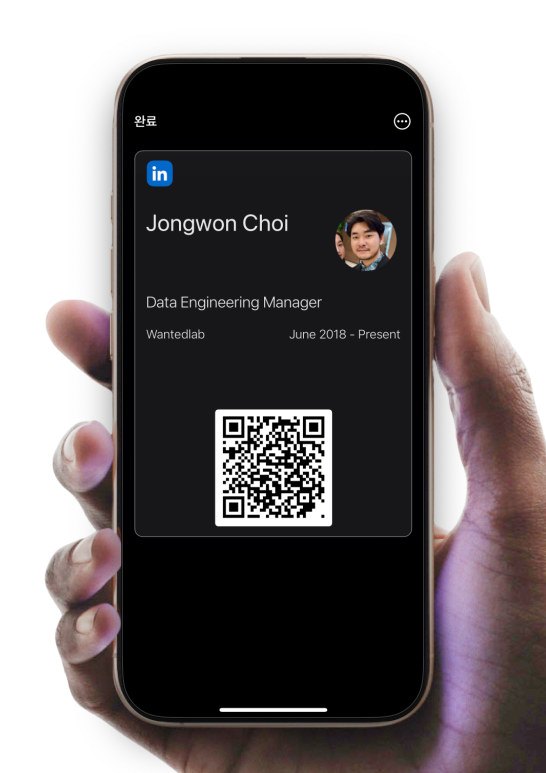 완료
in
Jongwon Choi
Data Engineering Manager
Wantedlab June 2018 - Present